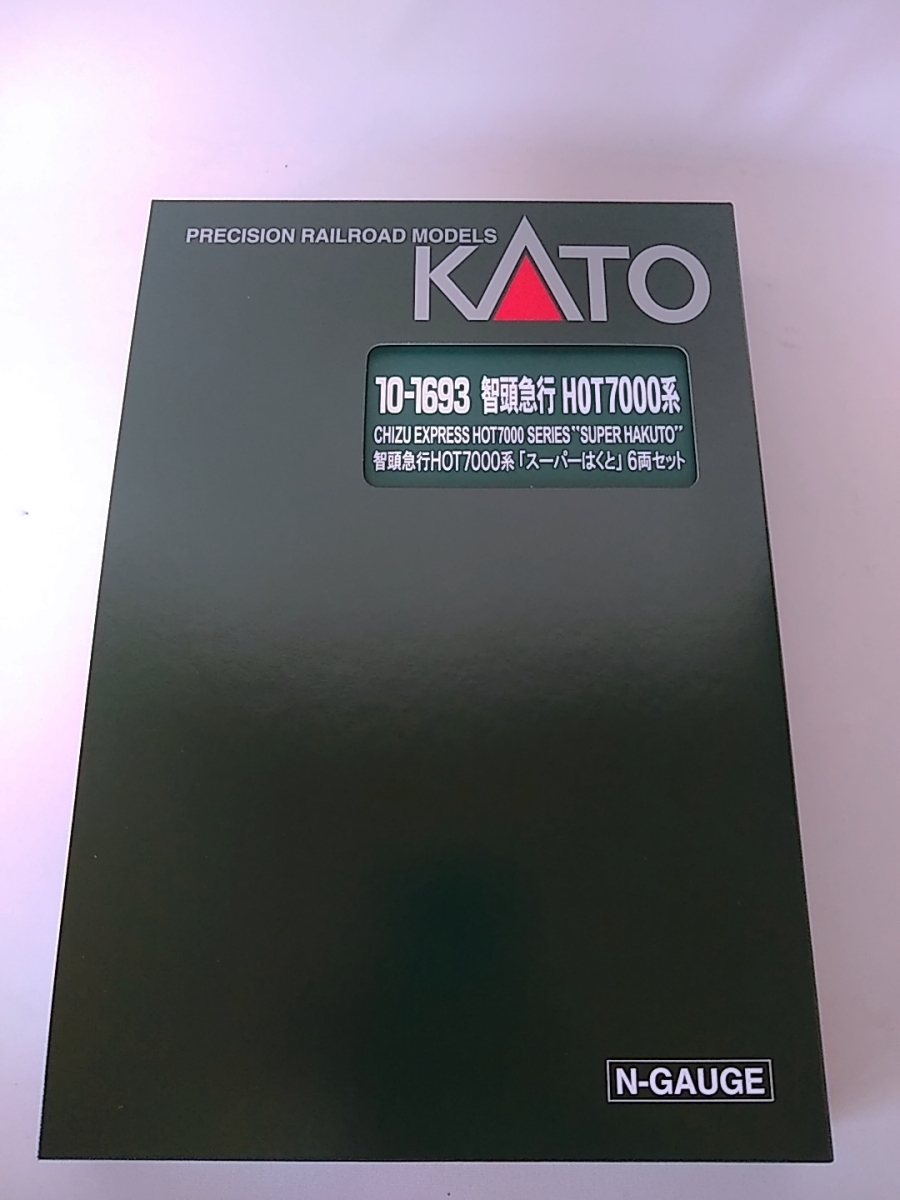 PRECISION RAILROAD MODELS
KATO
10-1693 智頭急行 HOT7000系
CHIZU EXPRESS HOT7000 SERIES "SUPER HAKUTO"
智頭急行HOT7000系「スーパーはくと」6両セット
N-GAUGE